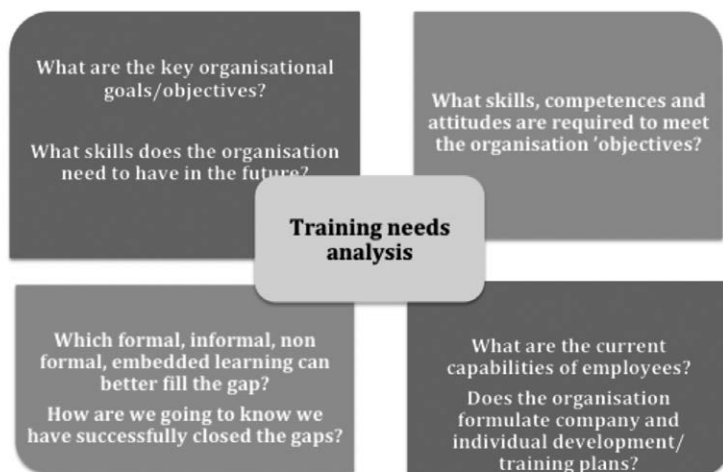 What are the key organisational
goals/objectives?
What skills does the organisation
need to have in the future?
What skills, competences and
attitudes are required to meet
the organisation 'objectives?
Training needs
analysis
Which formal, informal, non
formal, embedded learning can
better fill the gap?
How are we going to know we
have successfully closed the gaps?
What are the current
capabilities of employees?
Does the organisation
formulate company and
individual development/
training plans?